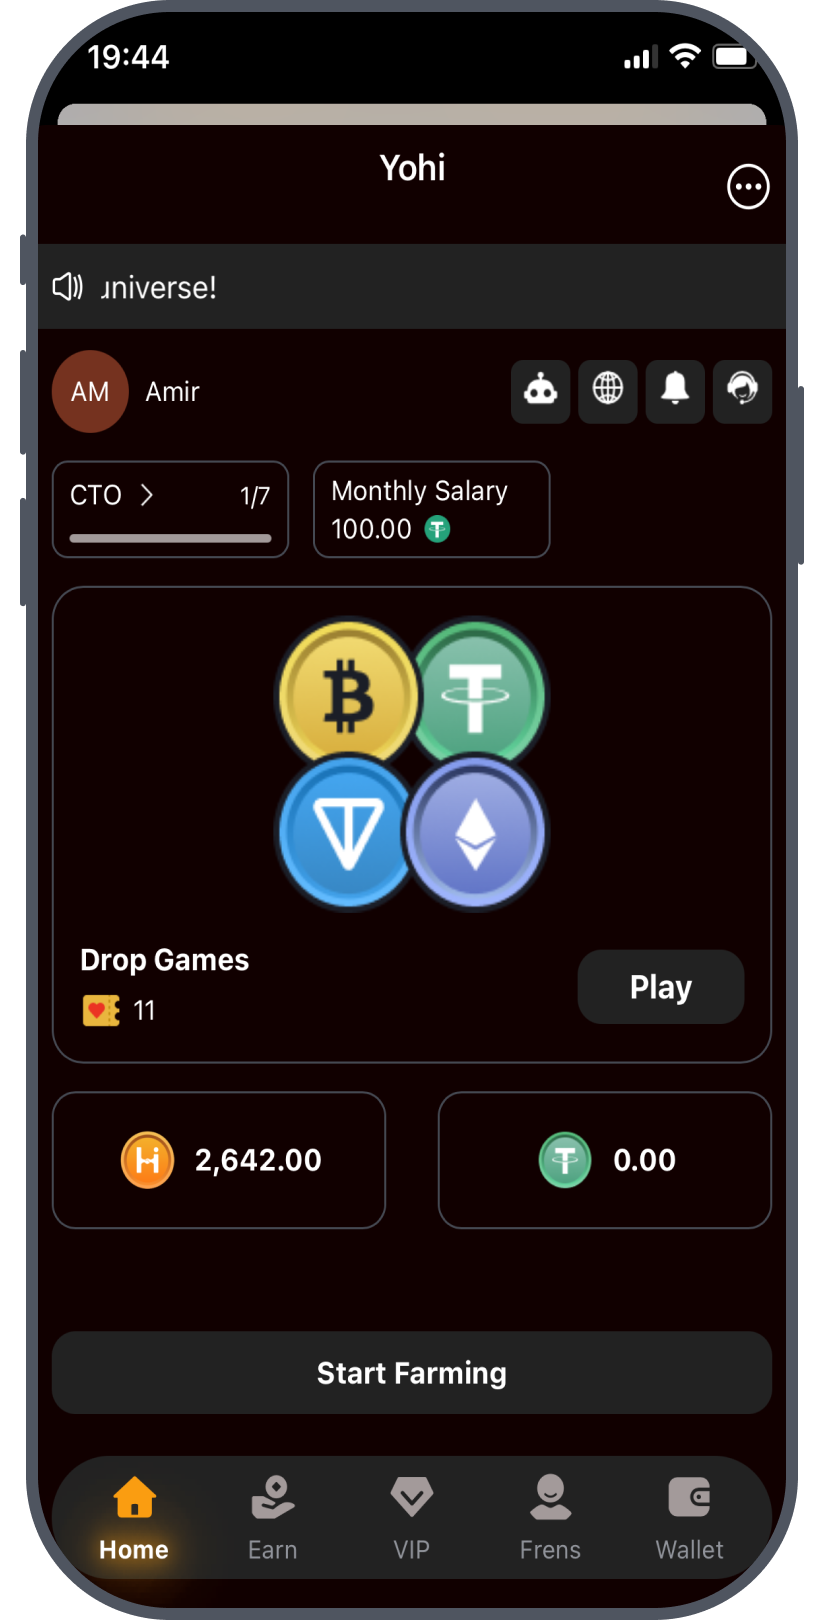 19:44
Yohi
universe!
AM
Amir
CTO
1/7
Monthly Salary
100.00
Drop Games
11
Play
2,642.00
0.00
Start Farming
Home
Earn
VIP
Frens
Wallet